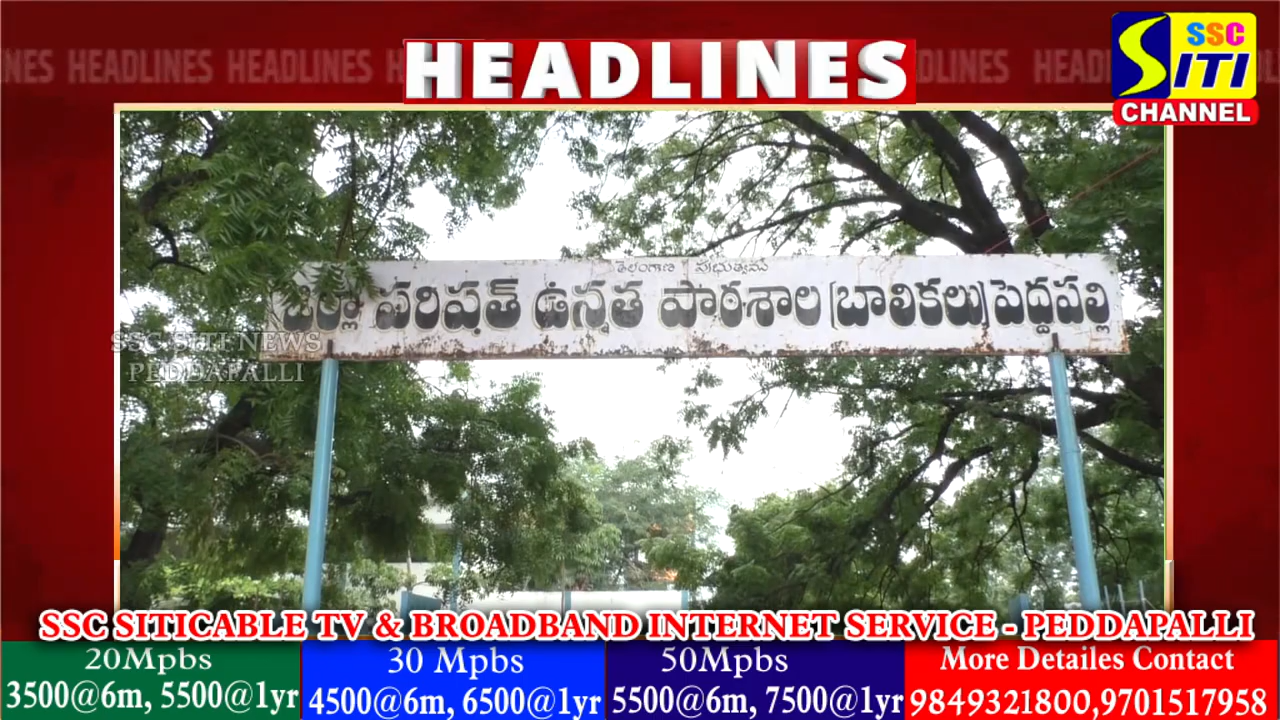 HEADLINES
SSC
SITI
CHANNEL
తెలంగాణ ప్రభుత్వము
జిల్లా పరిషత్ ఉన్నత పాఠశాల (బాలికలు) పెద్దపల్లి
SSC SITI NEWS
PEDDAPALLI
SSC SITICABLE TV & BROADBAND INTERNET SERVICE - PEDDAPALLI
20Mpbs
3500@6m, 5500@1yr
30 Mpbs
4500@6m, 6500@1yr
50Mpbs
5500@6m, 7500@1yr
More Detailes Contact
9849321800,9701517958